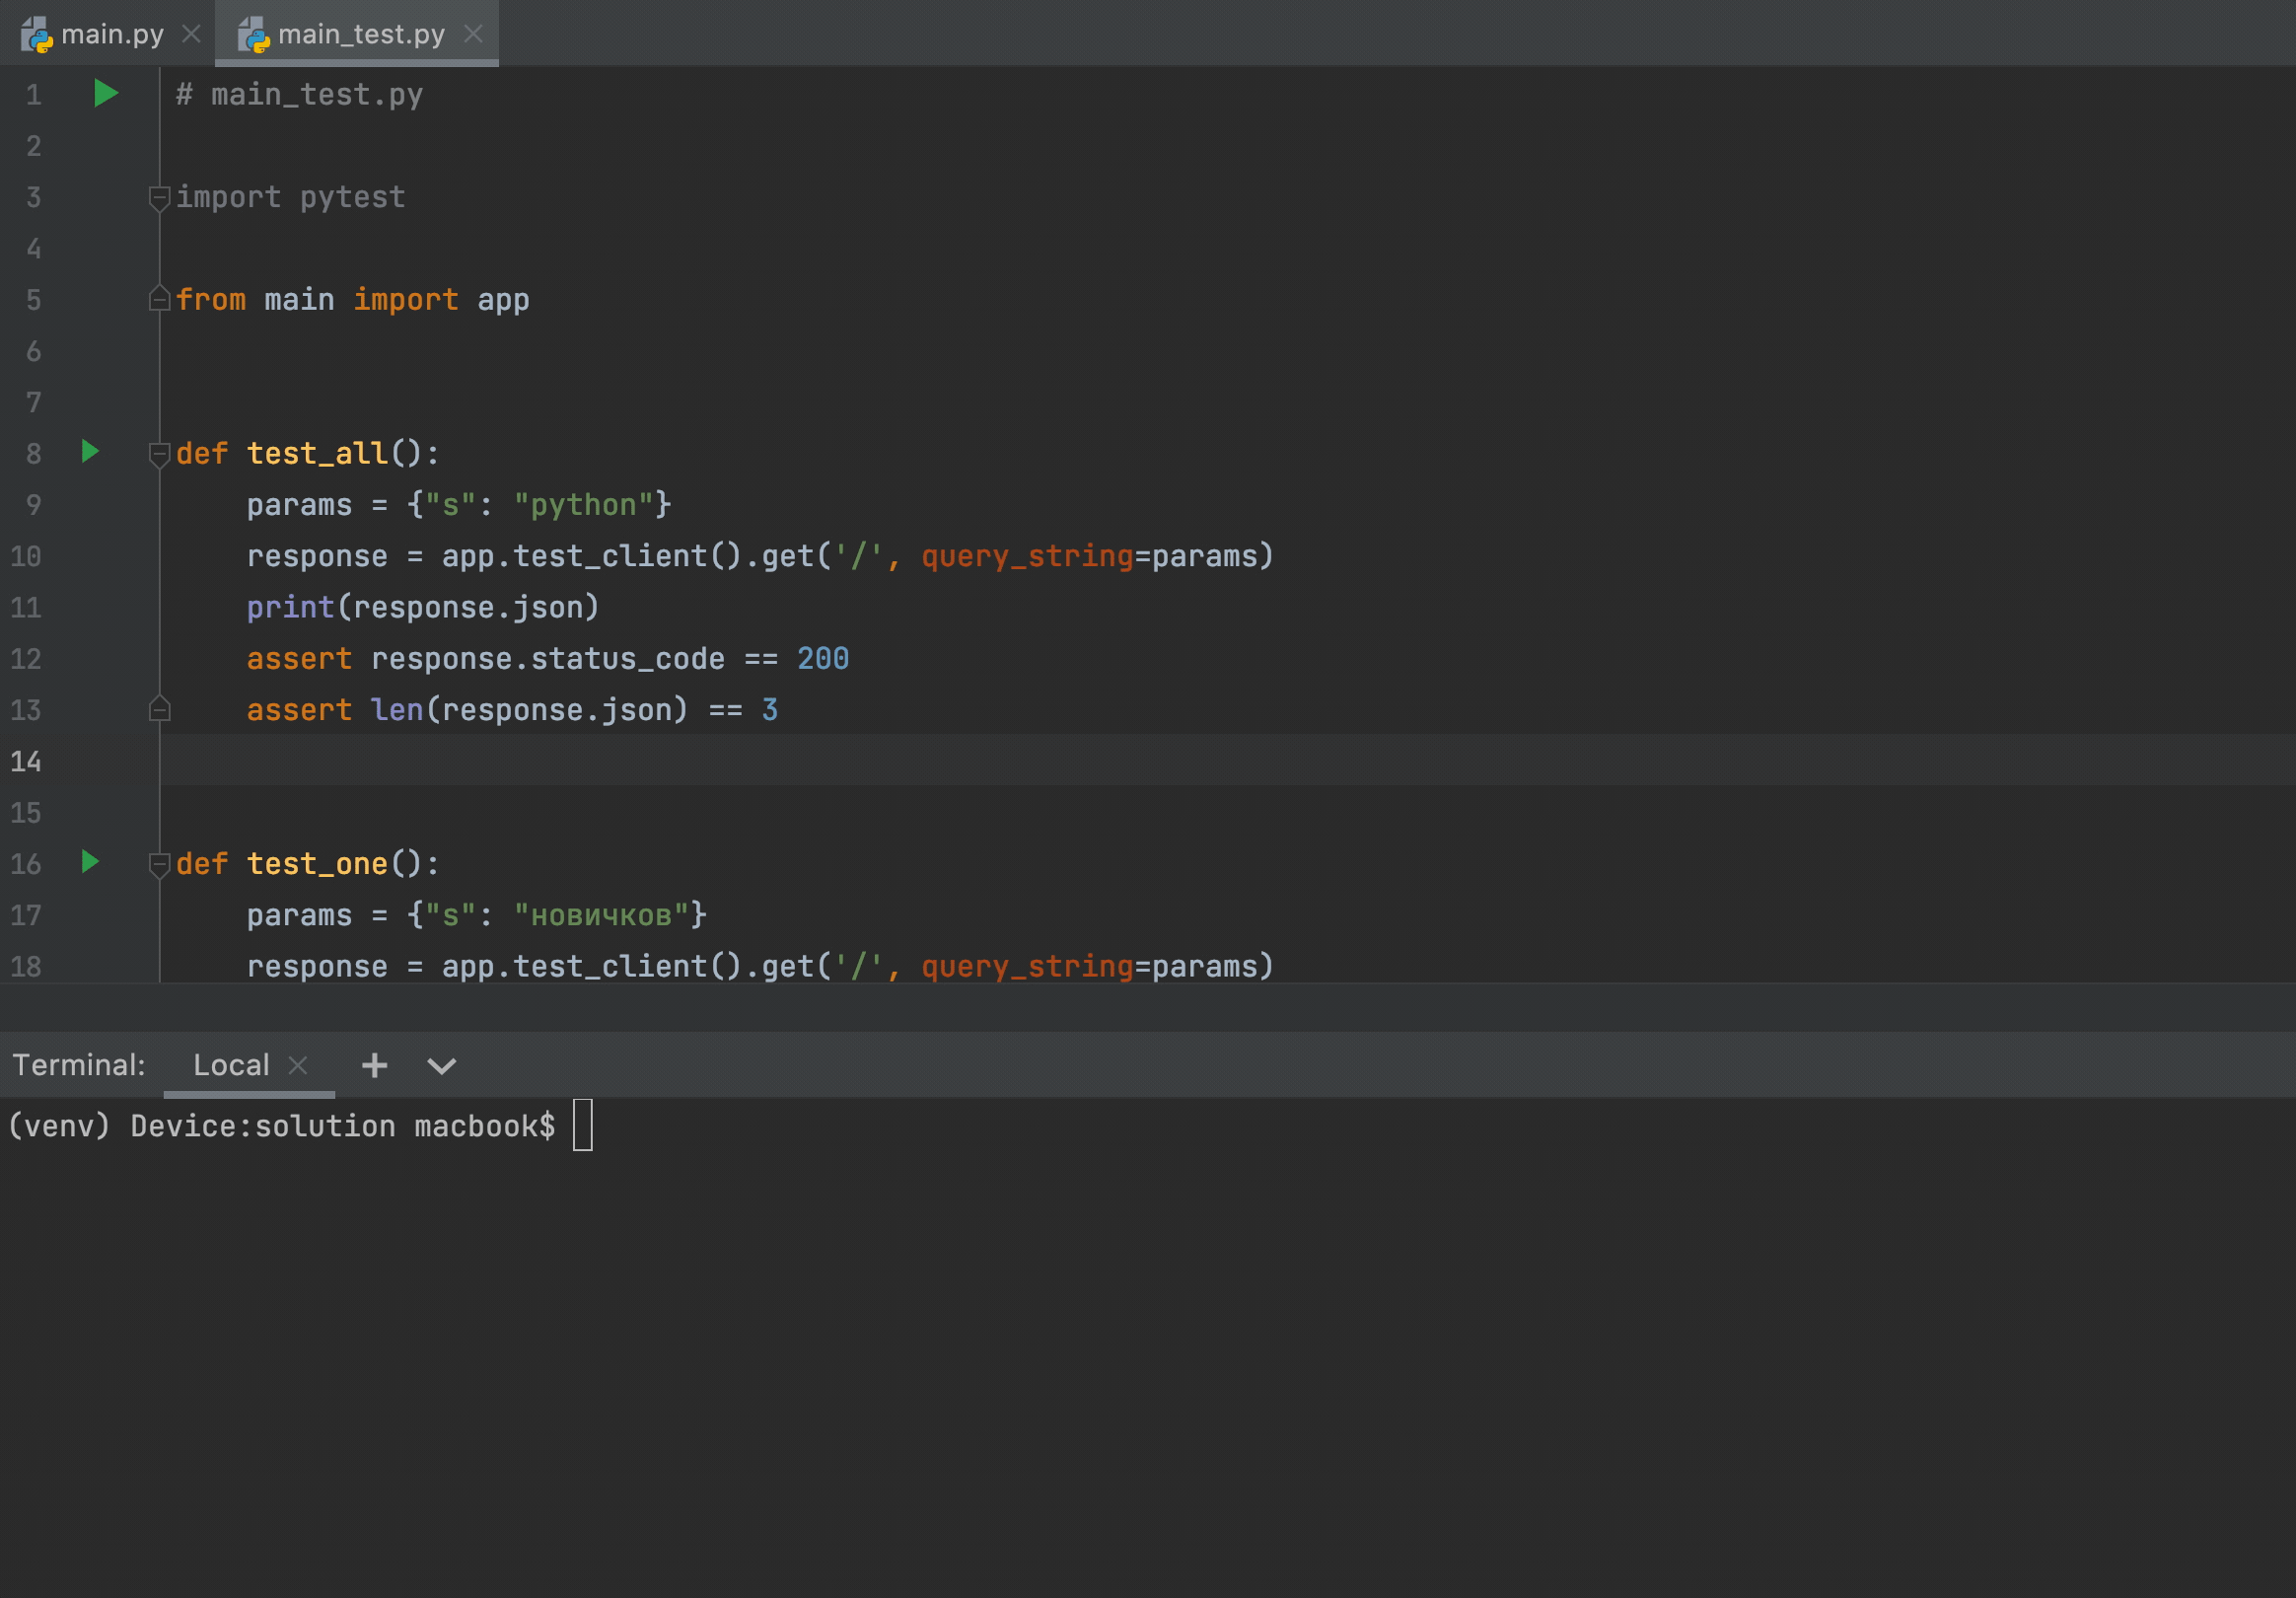 main.py
main_test.py
1 # main_test.py
2
3 import pytest
4
5 from main import app
6
7
8 def test_all():
9     params = {"s": "python"}
10     response = app.test_client().get('/', query_string=params)
11     print(response.json)
12     assert response.status_code == 200
13     assert len(response.json) == 3
14
15
16 def test_one():
17     params = {"s": "новичков"}
18     response = app.test_client().get('/', query_string=params)
Terminal: Local
(venv) Device:solution macbook$